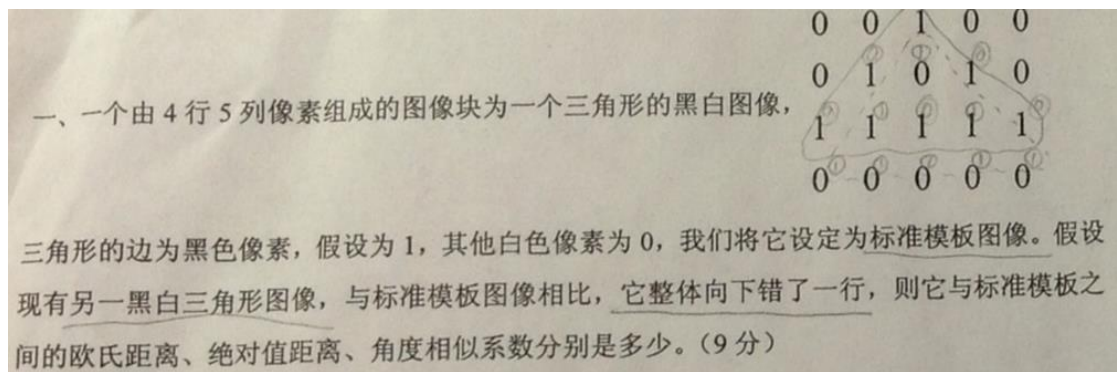 0 0 1 0 0
0 1 0 1 0
一、一个由 4 行 5 列像素组成的图像块为一个三角形的黑白图像，
1 1 1 1 1
0 0 0 0 0
三角形的边为黑色像素，假设为 1，其他白色像素为 0，我们将它设定为标准模板图像。假设
现有另一黑白三角形图像，与标准模板图像相比，它整体向下错了一行，则它与标准模板之
间的欧氏距离、绝对值距离、角度相似系数分别是多少。（9 分）